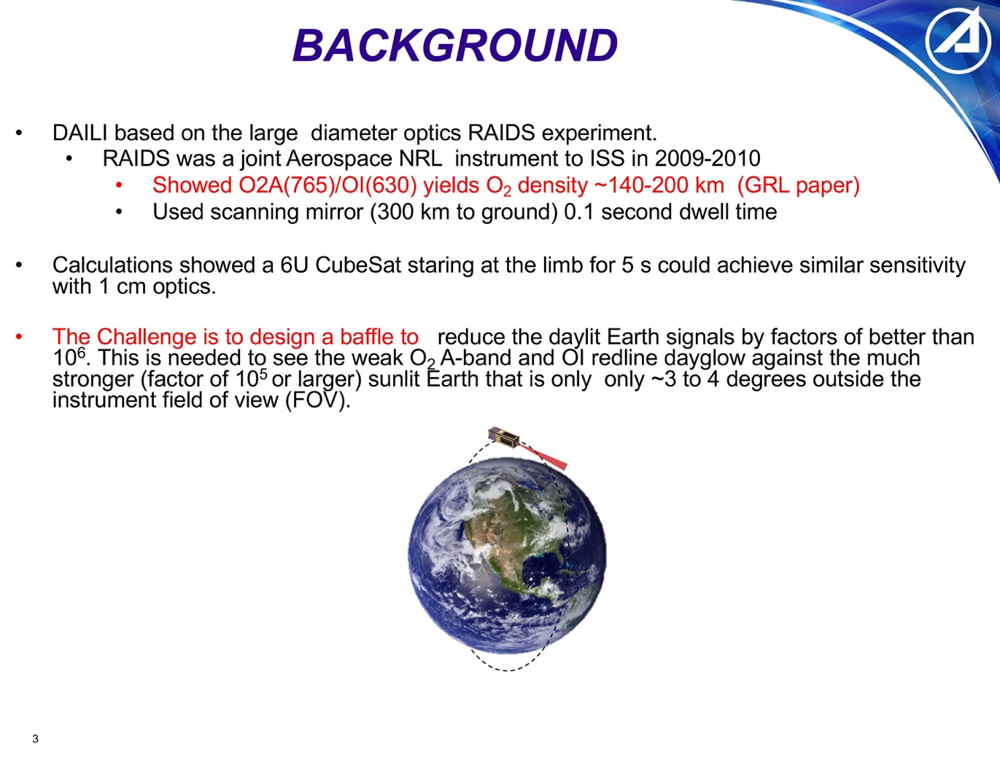 BACKGROUND
• DAILI based on the large  diameter optics RAIDS experiment.
• RAIDS was a joint Aerospace NRL  instrument to ISS in 2009-2010
• Showed O2A(765)/OI(630) yields O₂ density ~140-200 km  (GRL paper)
• Used scanning mirror (300 km to ground) 0.1 second dwell time
• Calculations showed a 6U CubeSat staring at the limb for 5 s could achieve similar sensitivity
with 1 cm optics.
• The Challenge is to design a baffle to   reduce the daylit Earth signals by factors of better than
10⁶. This is needed to see the weak O₂ A-band and OI redline dayglow against the much
stronger (factor of 10⁵ or larger) sunlit Earth that is only  only ~3 to 4 degrees outside the
instrument field of view (FOV).
3